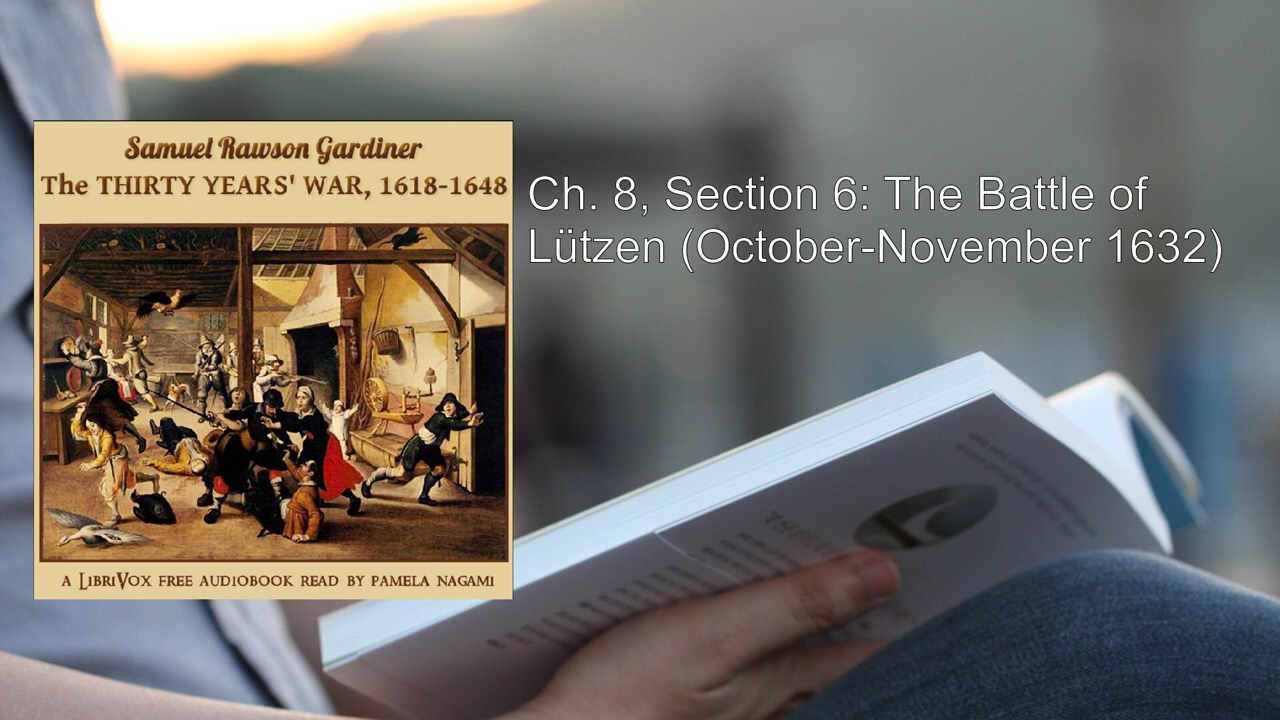 Samuel Rawson Gardiner
The THIRTY YEARS' WAR, 1618-1648
A LIBRIVOX FREE AUDIOBOOK READ BY PAMELA NAGAMI
Ch. 8, Section 6: The Battle of
Lützen (October-November 1632)